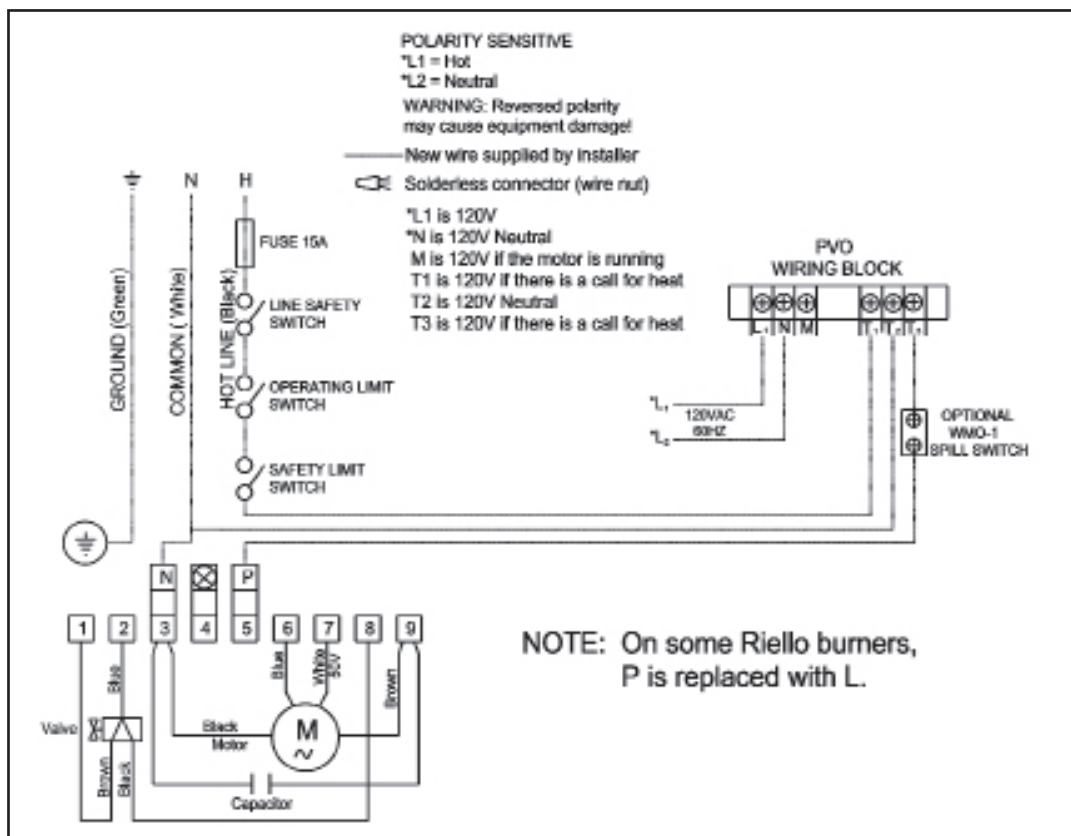 POLARITY SENSITIVE
*L1 = Hot
*L2 = Neutral
WARNING: Reversed polarity
may cause equipment damage!
New wire supplied by installer
Solderless connector (wire nut)
*L1 is 120V
*N is 120V Neutral
M is 120V if the motor is running
T1 is 120V if there is a call for heat
T2 is 120V Neutral
T3 is 120V if there is a call for heat
N
H
FUSE 15A
GROUND (Green)
COMMON ( White)
HOT LINE (Black)
LINE SAFETY
SWITCH
OPERATING LIMIT
SWITCH
SAFETY LIMIT
SWITCH
PVO
WIRING BLOCK
L1 N M T1 T2 T3
*L1
120VAC
60HZ
*L2
OPTIONAL
WMO-1
SPILL SWITCH
N P
1 2 3 4 5 6 7 8 9
Blue
Blue
White
50V
Brown
Valve
Black
Motor
M
Brown
Black
Capacitor
NOTE: On some Riello burners,
P is replaced with L.